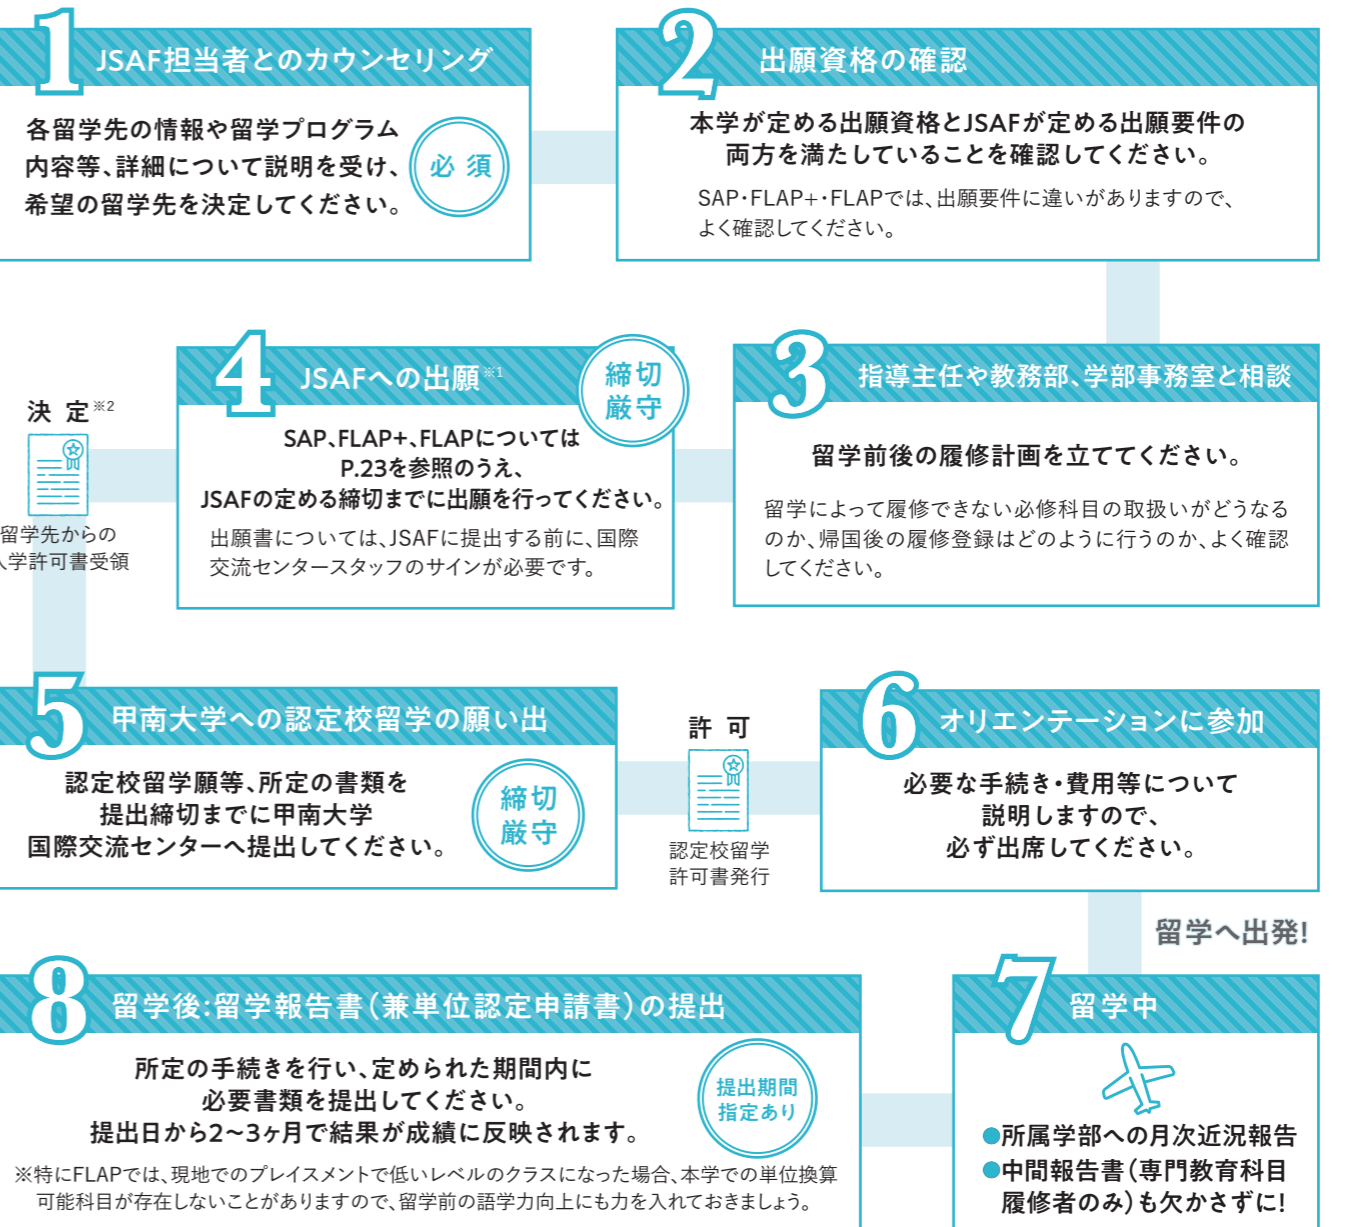 1
JSAF担当者とのカウンセリング
各留学先の情報や留学プログラム
内容等、詳細について説明を受け、
希望の留学先を決定してください。
必 須
2
出願資格の確認
本学が定める出願資格とJSAFが定める出願要件の
両方を満たしていることを確認してください。
SAP・FLAP+・FLAPでは、出願要件に違いがありますので、
よく確認してください。
3
指導主任や教務部、学部事務室と相談
留学前後の履修計画を立ててください。
留学によって履修できない必修科目の取扱いがどうなる
のか、帰国後の履修登録はどのように行うのか、よく確認
してください。
4
JSAFへの出願※1
締切
厳守
SAP、FLAP+、FLAPについては
P.23を参照のうえ、
JSAFの定める締切までに出願を行ってください。
出願書については、JSAFに提出する前に、国際
交流センタースタッフのサインが必要です。
決 定※2
留学先からの
入学許可書受領
5
甲南大学への認定校留学の願い出
認定校留学願等、所定の書類を
提出締切までに甲南大学
国際交流センターへ提出してください。
締切
厳守
許 可
認定校留学
許可書発行
6
オリエンテーションに参加
必要な手続き・費用等について
説明しますので、
必ず出席してください。
留学へ出発!
7
留学中
●所属学部への月次近況報告
●中間報告書(専門教育科目
履修者のみ)も欠かさずに!
8
留学後:留学報告書(兼単位認定申請書)の提出
所定の手続きを行い、定められた期間内に
必要書類を提出してください。
提出日から2〜3ヶ月で結果が成績に反映されます。
提出期間
指定あり
※特にFLAPでは、現地でのプレイスメントで低いレベルのクラスになった場合、本学での単位換算
可能科目が存在しないことがありますので、留学前の語学力向上にも力を入れておきましょう。